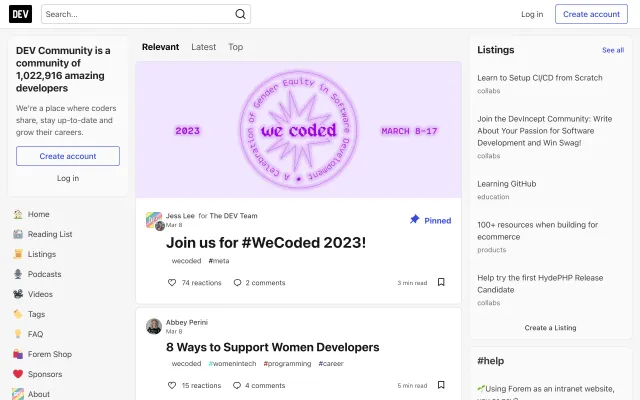 DEV
Search...
Log in
Create account
DEV Community is a
community of
1,022,916 amazing
developers
We're a place where coders
share, stay up-to-date and
grow their careers.
Create account
Log in
Home
Reading List
Listings
Podcasts
Videos
Tags
FAQ
Forem Shop
Sponsors
About
Relevant
Latest
Top
2023
A Celebration of Gender Equity in Software Development
we coded
MARCH 8-17
Jess Lee for The DEV Team
Mar 8
Pinned
Join us for #WeCoded 2023!
wecoded #meta
74 reactions
2 comments
3 min read
Abbey Perini
Mar 8
8 Ways to Support Women Developers
wecoded #womenintech #programming #career
15 reactions
4 comments
5 min read
Listings
See all
Learn to Setup CI/CD from Scratch
collabs
Join the DevIncept Community: Write
About Your Passion for Software
Development and Win Swag!
collabs
Learning GitHub
education
100+ resources when building for
ecommerce
products
Help try the first HydePHP Release
Candidate
collabs
Create a Listing
#help
Using Forem as an intranet website,